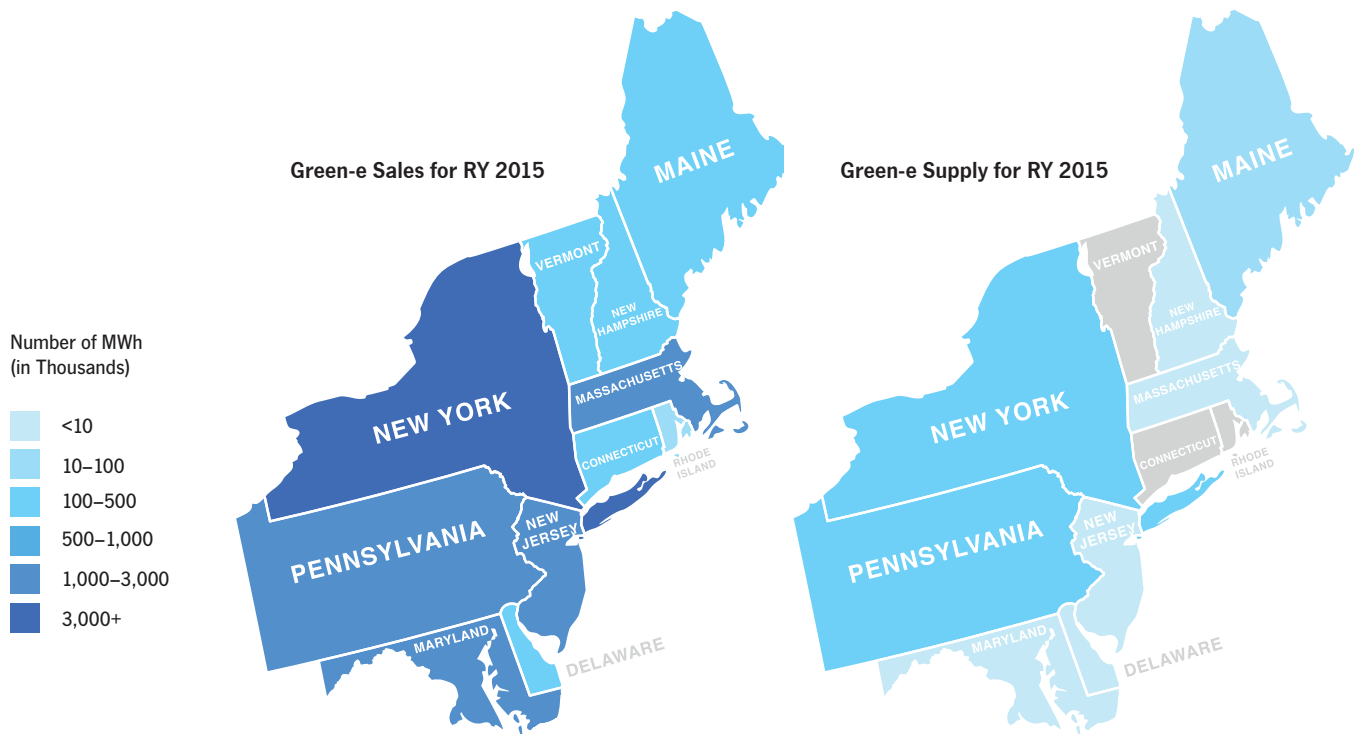 Green-e Sales for RY 2015
MAINE
VERMONT
NEW
HAMPSHIRE
MASSACHUSETTS
NEW YORK
CONNECTICUT
RHODE
ISLAND
PENNSYLVANIA
NEW
JERSEY
MARYLAND
DELAWARE
Number of MWh
(in Thousands)
<10
10–100
100–500
500–1,000
1,000–3,000
3,000+
Green-e Supply for RY 2015
MAINE
VERMONT
NEW
HAMPSHIRE
MASSACHUSETTS
NEW YORK
CONNECTICUT
RHODE
ISLAND
PENNSYLVANIA
NEW
JERSEY
MARYLAND
DELAWARE